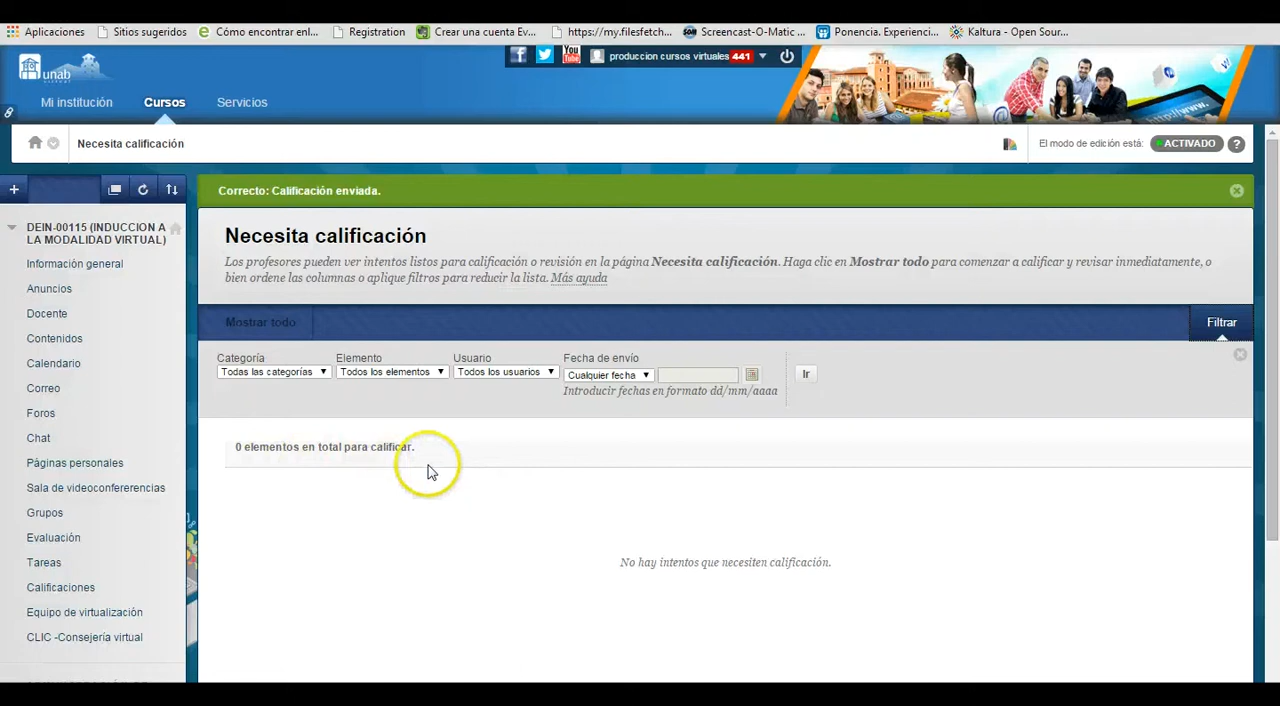 Aplicaciones Sitios sugeridos Cómo encontrar enl... Registration Crear una cuenta Ev... https://my.filesfetch... Screencast-O-Matic ... Ponencia. Experienci... Kaltura - Open Sour...
unab
produccion cursos virtuales 441
Mi institución Cursos Servicios
http://www.
Necesita calificación
El modo de edición está: ACTIVADO ?
Correcto: Calificación enviada.
DEIN-00115 (INDUCCION A
LA MODALIDAD VIRTUAL)
Información general
Anuncios
Docente
Contenidos
Calendario
Correo
Foros
Chat
Páginas personales
Sala de videoconfererencias
Grupos
Evaluación
Tareas
Calificaciones
Equipo de virtualización
CLIC -Consejería virtual
Necesita calificación
Los profesores pueden ver intentos listos para calificación o revisión en la página Necesita calificación. Haga clic en Mostrar todo para comenzar a calificar y revisar inmediatamente, o
bien ordene las columnas o aplique filtros para reducir la lista. Más ayuda
Mostrar todo Filtrar
Categoría Elemento Usuario Fecha de envío
Todas las categorías Todos los elementos Todos los usuarios Cualquier fecha Ir
Introducir fechas en formato dd/mm/aaaa
0 elementos en total para calificar.
No hay intentos que necesiten calificación.